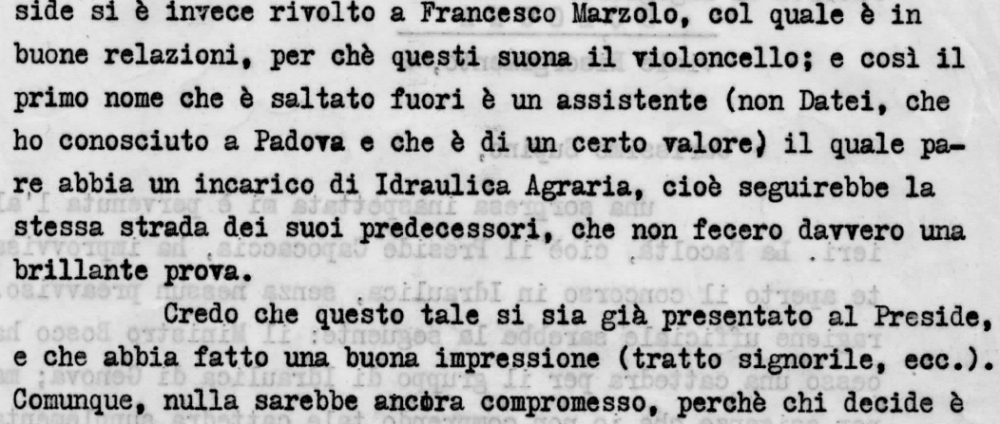 side si è invece rivolto a Francesco Marzolo, col quale è in
buone relazioni, per chè questi suona il violoncello; e così il
primo nome che è saltato fuori è un assistente (non Datei, che
ho conosciuto a Padova e che è di un certo valore) il quale pa-
re abbia un incarico di Idraulica Agraria, cioè seguirebbe la
stessa strada dei suoi predecessori, che non fecero davvero una
brillante prova.
Credo che questo tale si sia già presentato al Preside,
e che abbia fatto una buona impressione (tratto signorile, ecc.).
Comunque, nulla sarebbe ancora compromesso, perchè chi decide è